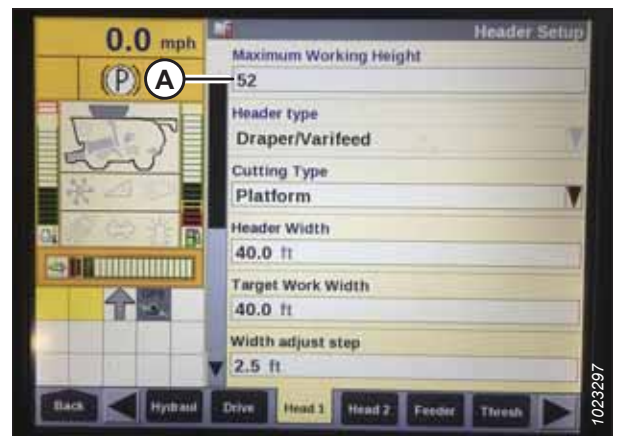 0.0 mph
Header Setup
Maximum Working Height
(P)
A
52
Header type
Draper/Varifeed
Cutting Type
Platform
Header Width
40.0 ft
Target Work Width
40.0 ft
Width adjust step
2.5 ft
Back
Hydraul
Drive
Head 1
Head 2
Feeder
Thresh
1023297